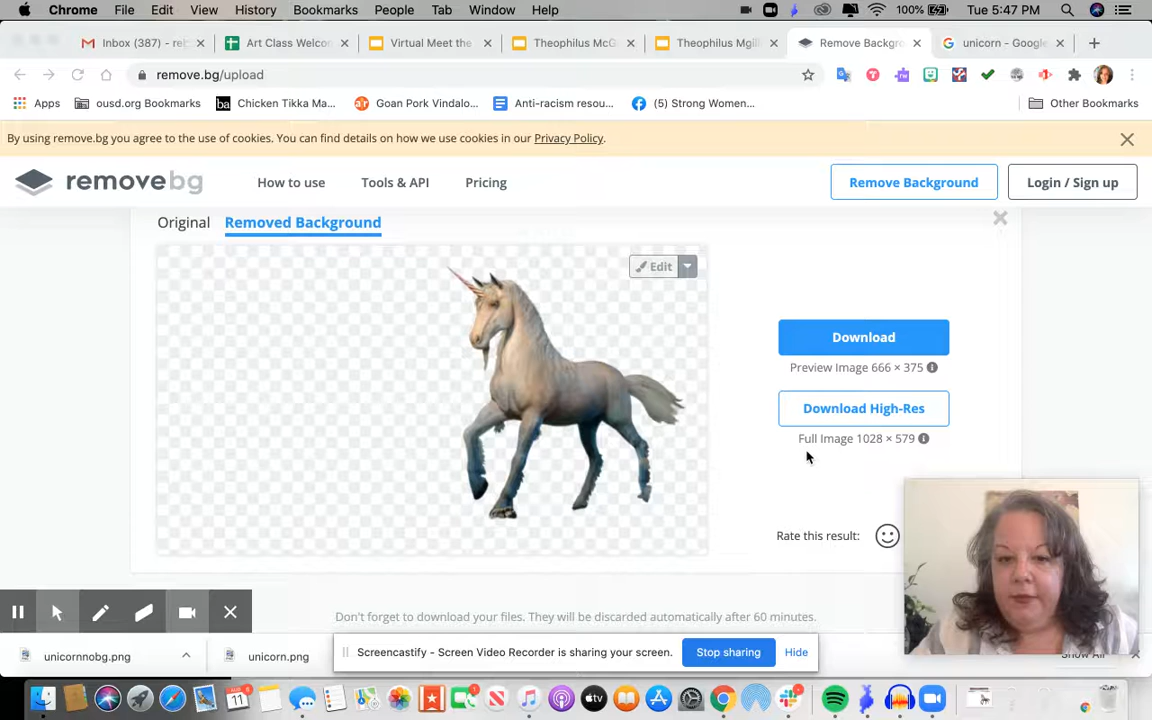 Chrome File Edit View History Bookmarks People Tab Window Help 100% Tue 5:47 PM
Inbox (387) - re Art Class Welco Virtual Meet the Theophilus McG Theophilus Mgill Remove Backgro unicorn - Google
remove.bg/upload
Apps ousd.org Bookmarks Chicken Tikka Ma... Goan Pork Vindalo... Anti-racism resou... (5) Strong Women... Other Bookmarks
By using remove.bg you agree to the use of cookies. You can find details on how we use cookies in our Privacy Policy.
removebg How to use Tools & API Pricing Remove Background Login / Sign up
Original Removed Background
Edit
Download
Preview Image 666 × 375
Download High-Res
Full Image 1028 × 579
Rate this result:
Don't forget to download your files. They will be discarded automatically after 60 minutes.
unicornnobg.png unicorn.png Screencastify - Screen Video Recorder is sharing your screen. Stop sharing Hide